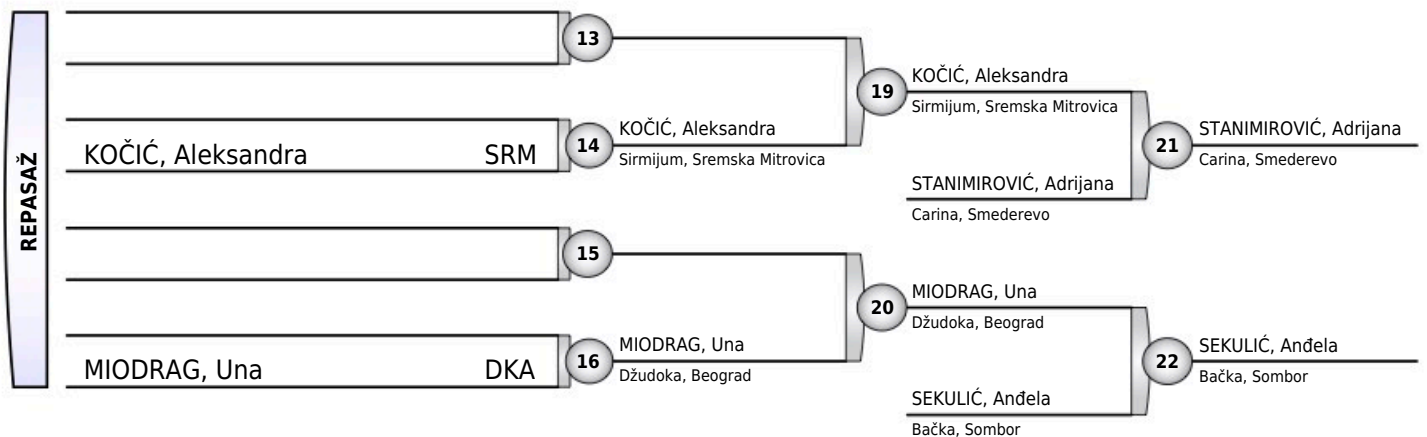 REPASAŽ
13
KOČIĆ, Aleksandra SRM
14
KOČIĆ, Aleksandra
Sirmijum, Sremska Mitrovica
19
KOČIĆ, Aleksandra
Sirmijum, Sremska Mitrovica
STANIMIROVIĆ, Adrijana
Carina, Smederevo
21
STANIMIROVIĆ, Adrijana
Carina, Smederevo
15
MIODRAG, Una DKA
16
MIODRAG, Una
Džudoka, Beograd
20
MIODRAG, Una
Džudoka, Beograd
SEKULIĆ, Anđela
Bačka, Sombor
22
SEKULIĆ, Anđela
Bačka, Sombor